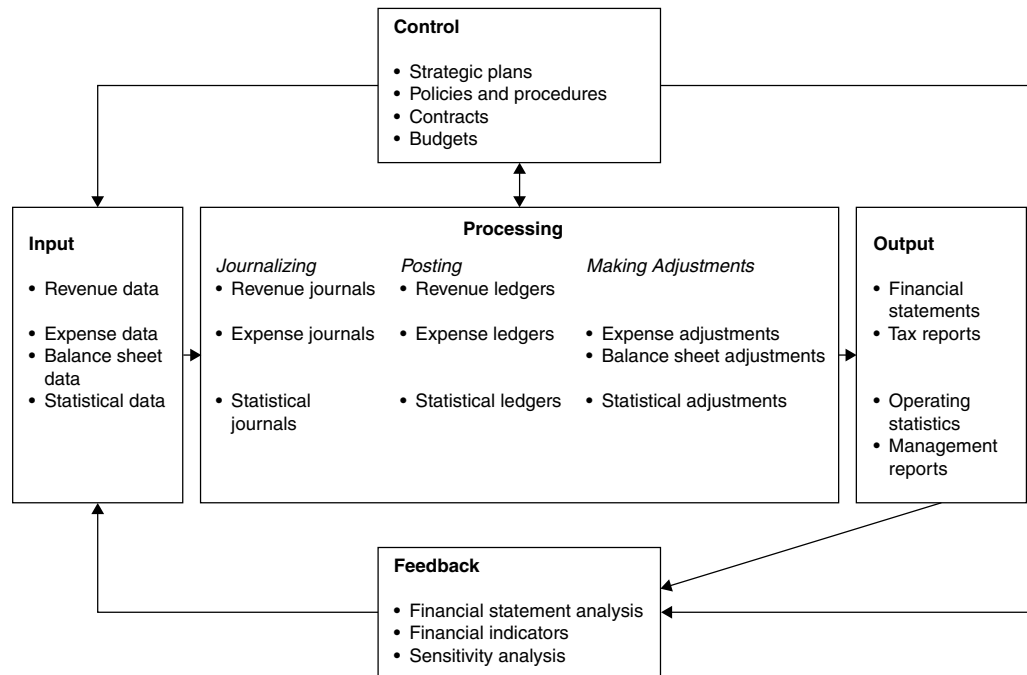 Control
• Strategic plans
• Policies and procedures
• Contracts
• Budgets
Input
• Revenue data
• Expense data
• Balance sheet
data
• Statistical data
Processing
Journalizing
• Revenue journals
• Expense journals
• Statistical
journals
Posting
• Revenue ledgers
• Expense ledgers
• Statistical ledgers
Making Adjustments
• Expense adjustments
• Balance sheet adjustments
• Statistical adjustments
Output
• Financial
statements
• Tax reports
• Operating
statistics
• Management
reports
Feedback
• Financial statement analysis
• Financial indicators
• Sensitivity analysis